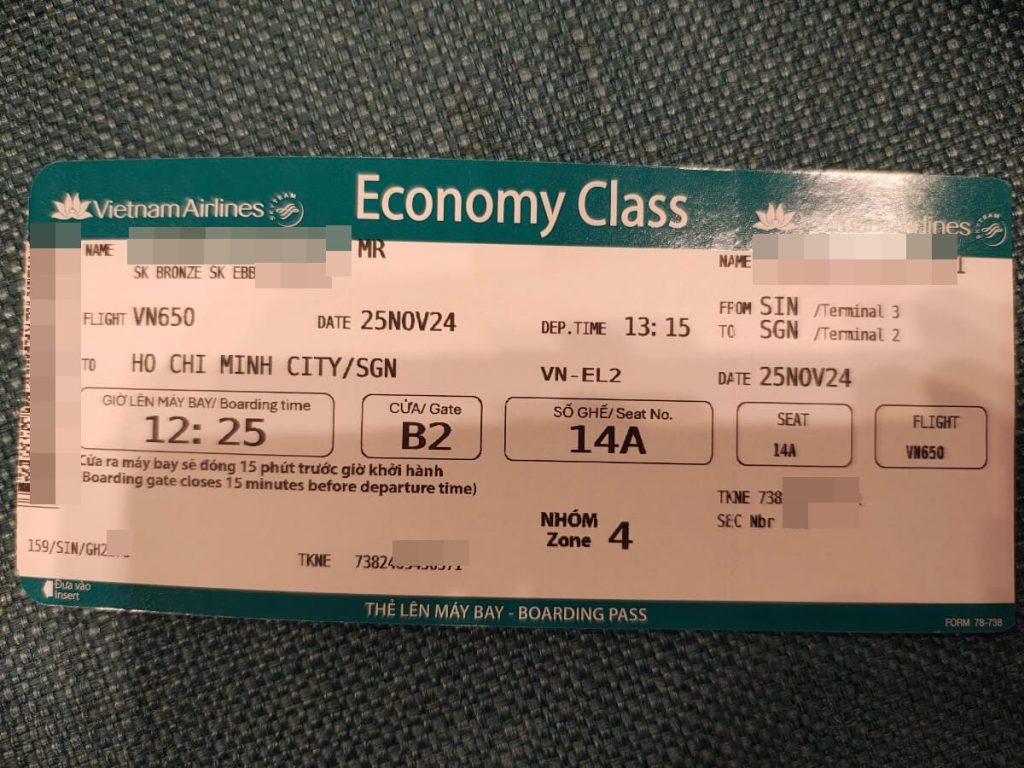 Vietnam Airlines
SKYTEAM
Economy Class
NAME MR
SK BRONZE SK EBB
FLIGHT VN650 DATE 25NOV24 DEP.TIME 13:15
TO HO CHI MINH CITY/SGN VN-EL2
GIỜ LÊN MÁY BAY/ Boarding time
12: 25
CỬA/ Gate
B2
SỐ GHẾ/ Seat No.
14A
Cửa ra máy bay sẽ đóng 15 phút trước giờ khởi hành
Boarding gate closes 15 minutes before departure time)
NHÓM
Zone 4
159/SIN/GH2
TKNE
Đưa vào
Insert
THẺ LÊN MÁY BAY - BOARDING PASS
Airlines
SKYTEAM
NAME
FROM SIN /Terminal 3
TO SGN /Terminal 2
DATE 25NOV24
SEAT
14A
FLIGHT
VN650
TKNE 738
SEC Nbr
FORM 78-738